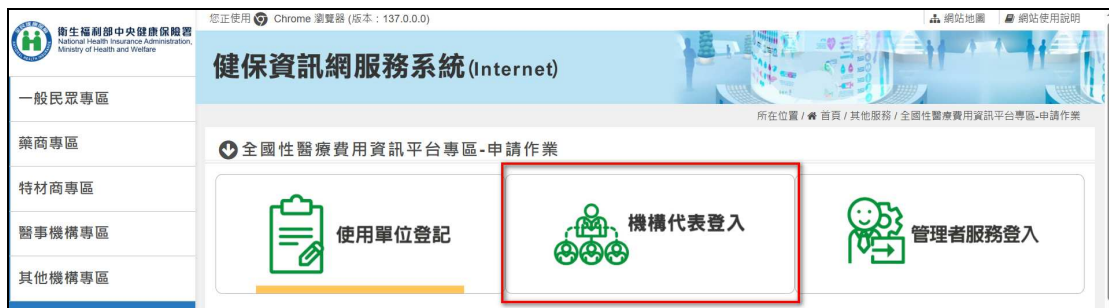 衛生福利部中央健康保險署
National Health Insurance Administration,
Ministry of Health and Welfare
一般民眾專區
藥商專區
特材商專區
醫事機構專區
其他機構專區
您正使用 Chrome 瀏覽器 (版本:137.0.0.0)
網站地圖 網站使用說明
健保資訊網服務系統(Internet)
所在位置 / 首頁 / 其他服務 / 全國性醫療費用資訊平台專區-申請作業
全國性醫療費用資訊平台專區-申請作業
使用單位登記
機構代表登入
管理者服務登入